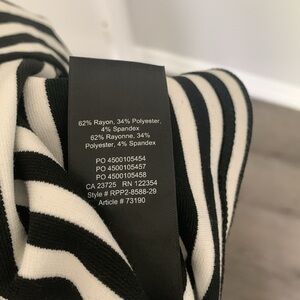 62% Rayon, 34% Polyester,
4% Spandex
62% Rayonne, 34%
Polyester, 4% Spandex
PO 4500105454
PO 4500105457
PO 4500105458
CA 23725 RN 122354
Style # RPP2-8588-29
Article # 73190